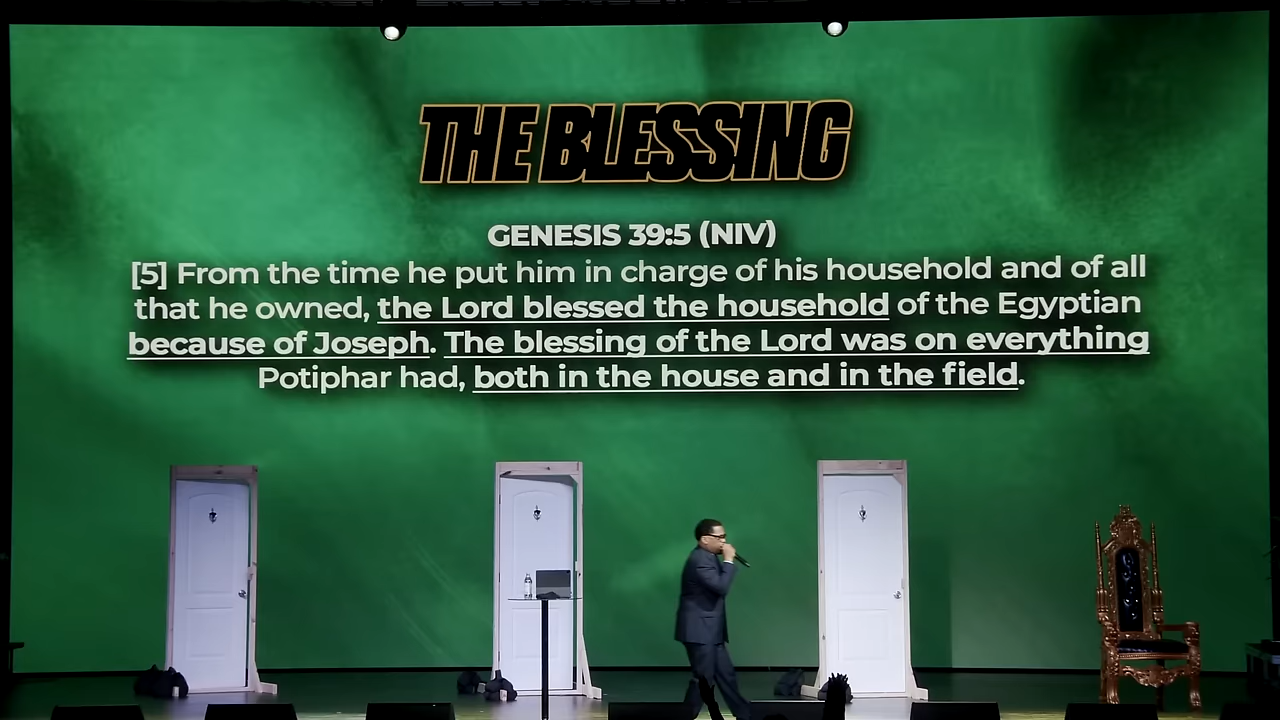 THE BLESSING
GENESIS 39:5 (NIV)
[5] From the time he put him in charge of his household and of all
that he owned, the Lord blessed the household of the Egyptian
because of Joseph. The blessing of the Lord was on everything
Potiphar had, both in the house and in the field.